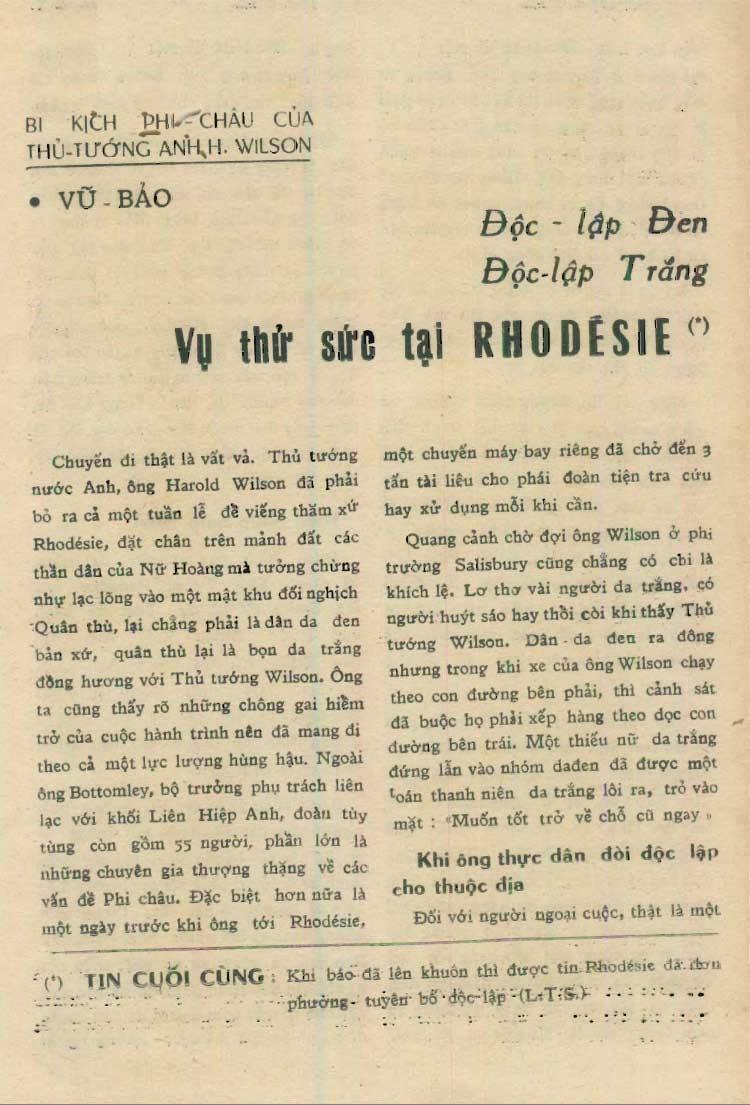 BI KỊCH PHI-CHÂU CỦA
THỦ-TƯỚNG ANH, H. WILSON
• VŨ-BẢO
Độc-lập Đen
Độc-lập Trắng
Vụ thử sức tại RHODÉSIE (*)
Chuyến đi thật là vất vả. Thủ tướng
nước Anh, ông Harold Wilson đã phải
bỏ ra cả một tuần lễ để viếng thăm xứ
Rhodésie, đặt chân trên mảnh đất các
thần dân của Nữ Hoàng mà tưởng chừng
như lạc lõng vào một mật khu đối nghịch
Quân thù, lại chẳng phải là dân da đen
bản xứ, quân thù lại là bọn da trắng
đồng hương với Thủ tướng Wilson. Ông
ta cũng thấy rõ những chông gai hiểm
trở của cuộc hành trình nên đã mang đi
theo cả một lực lượng hùng hậu. Ngoài
ông Bottomley, bộ trưởng phụ trách liên
lạc với khối Liên Hiệp Anh, đoàn tùy
tùng còn gồm 55 người, phần lớn là
những chuyên gia thượng thặng về các
vấn đề Phi châu. Đặc biệt hơn nữa là
một ngày trước khi ông tới Rhodésie,
một chuyến máy bay riêng đã chở đến 3
tấn tài liệu cho phái đoàn tiện tra cứu
hay xử dụng mỗi khi cần.
Quang cảnh chờ đợi ông Wilson ở phi
trường Salisbury cũng chẳng có chi là
khích lệ. Lơ thơ vài người da trắng, có
người huýt sáo hay thổi còi khi thấy Thủ
tướng Wilson. Dân da đen ra đông
nhưng trong khi xe của ông Wilson chạy
theo con đường bên phải, thì cảnh sát
đã buộc họ phải xếp hàng theo dọc con
đường bên trái. Một thiếu nữ da trắng
đứng lẫn vào nhóm dađen đã được một
toán thanh niên da trắng lôi ra, trỏ vào
mặt : «Muốn tốt trở về chỗ cũ ngay »
Khi ông thực dân đòi độc lập
cho thuộc địa
Đối với người ngoại cuộc, thật là một
(*) TIN CUỐI CÙNG : Khi báo đã lên khuôn thì được tin Rhodésie đã đơn
phương tuyên bố độc-lập (L.T.S.)